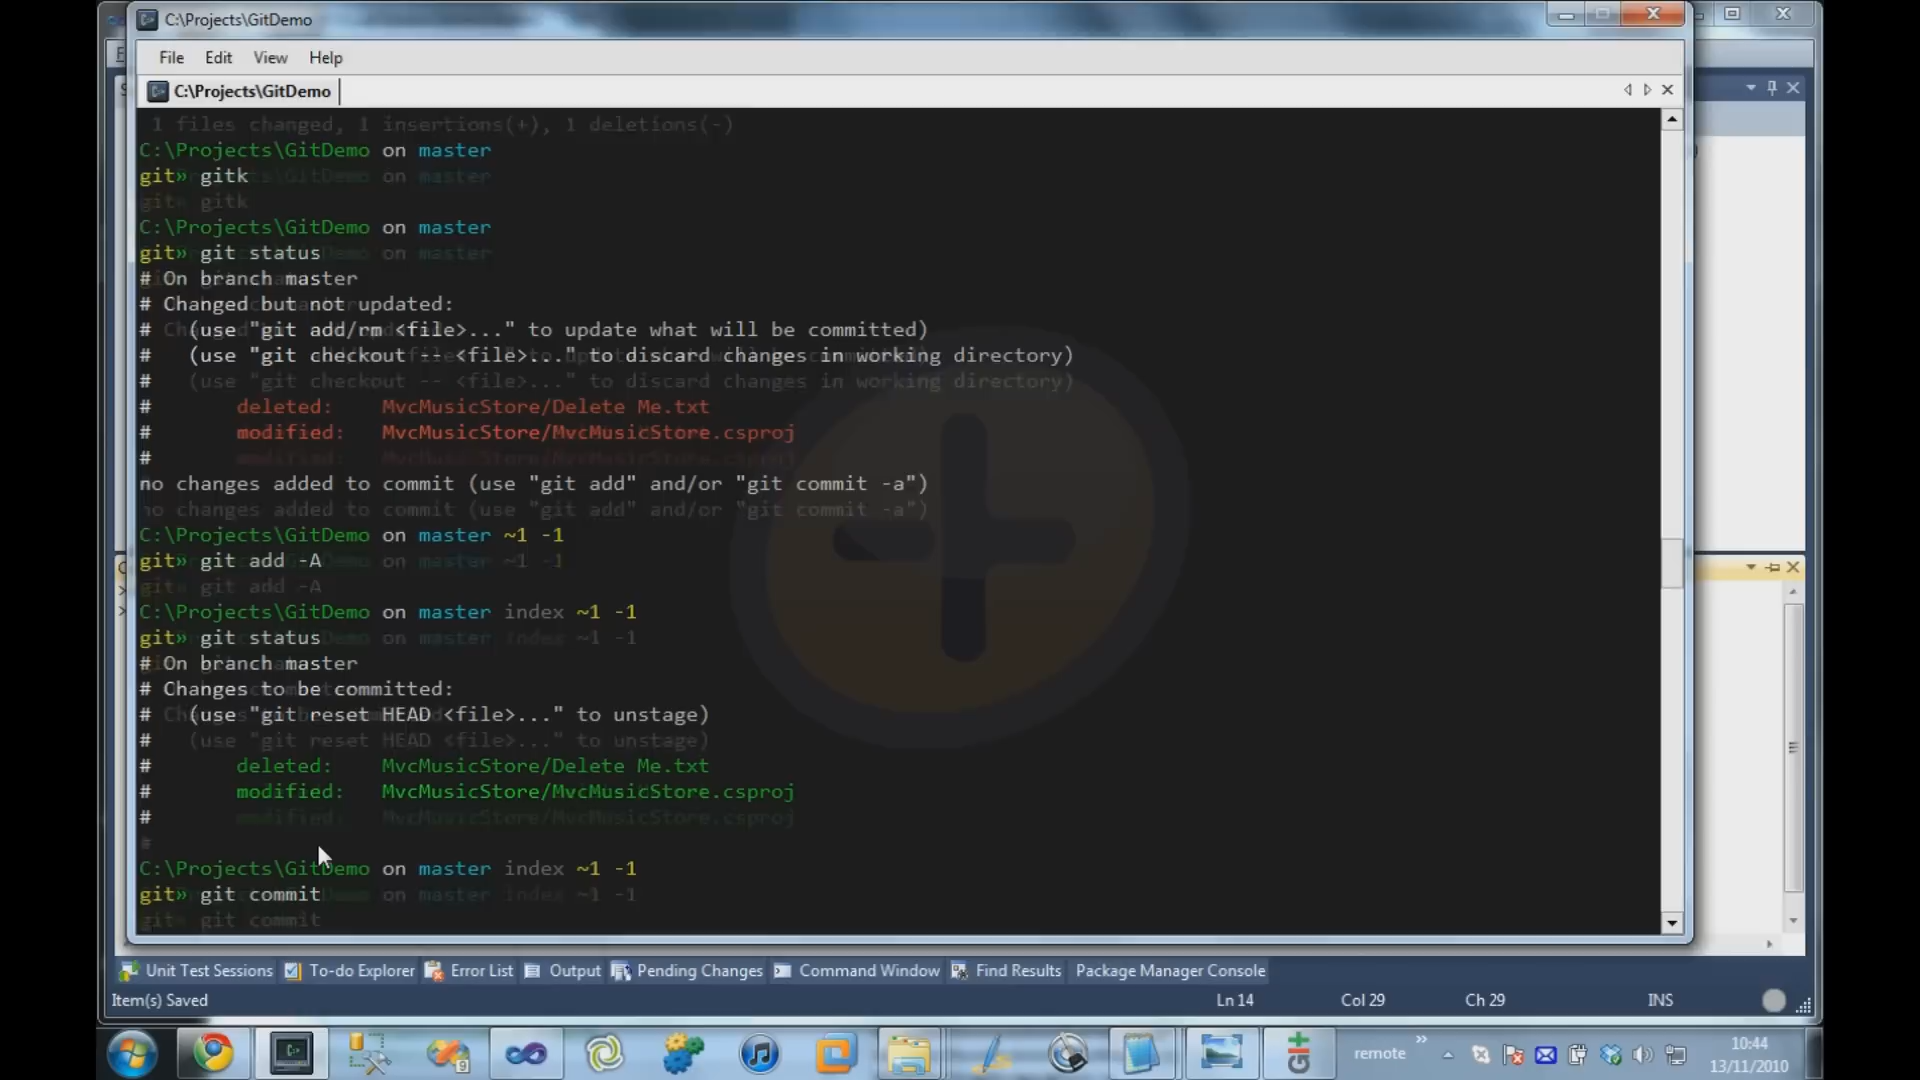 C:\Projects\GitDemo
File Edit View Help
C:\Projects\GitDemo
1 files changed, 1 insertions(+), 1 deletions(-)
C:\Projects\GitDemo on master
git» gitk
C:\Projects\GitDemo on master
git» git status
# On branch master
# Changed but not updated:
#   (use "git add/rm <file>..." to update what will be committed)
#   (use "git checkout -- <file>..." to discard changes in working directory)
#
#       deleted:    MvcMusicStore/Delete Me.txt
#       modified:   MvcMusicStore/MvcMusicStore.csproj
#
no changes added to commit (use "git add" and/or "git commit -a")
C:\Projects\GitDemo on master ~1 -1
git» git add -A
C:\Projects\GitDemo on master index ~1 -1
git» git status
# On branch master
# Changes to be committed:
#   (use "git reset HEAD <file>..." to unstage)
#
#       deleted:    MvcMusicStore/Delete Me.txt
#       modified:   MvcMusicStore/MvcMusicStore.csproj
#
C:\Projects\GitDemo on master index ~1 -1
git» git commit
Unit Test Sessions To-do Explorer Error List Output Pending Changes Command Window Find Results Package Manager Console
Item(s) Saved Ln 14 Col 29 Ch 29 INS
remote 10:44
13/11/2010